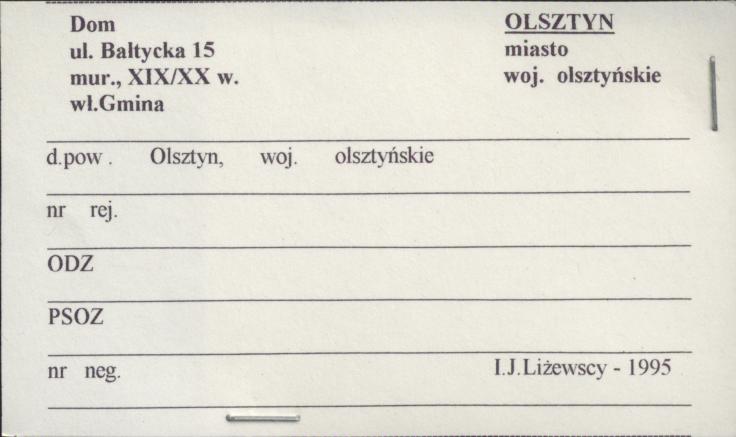 Dom
ul. Bałtycka 15
mur., XIX/XX w.
wł.Gmina
OLSZTYN
miasto
woj. olsztyńskie
d.pow . Olsztyn, woj. olsztyńskie
nr rej.
ODZ
PSOZ
nr neg. I.J.Liżewscy - 1995